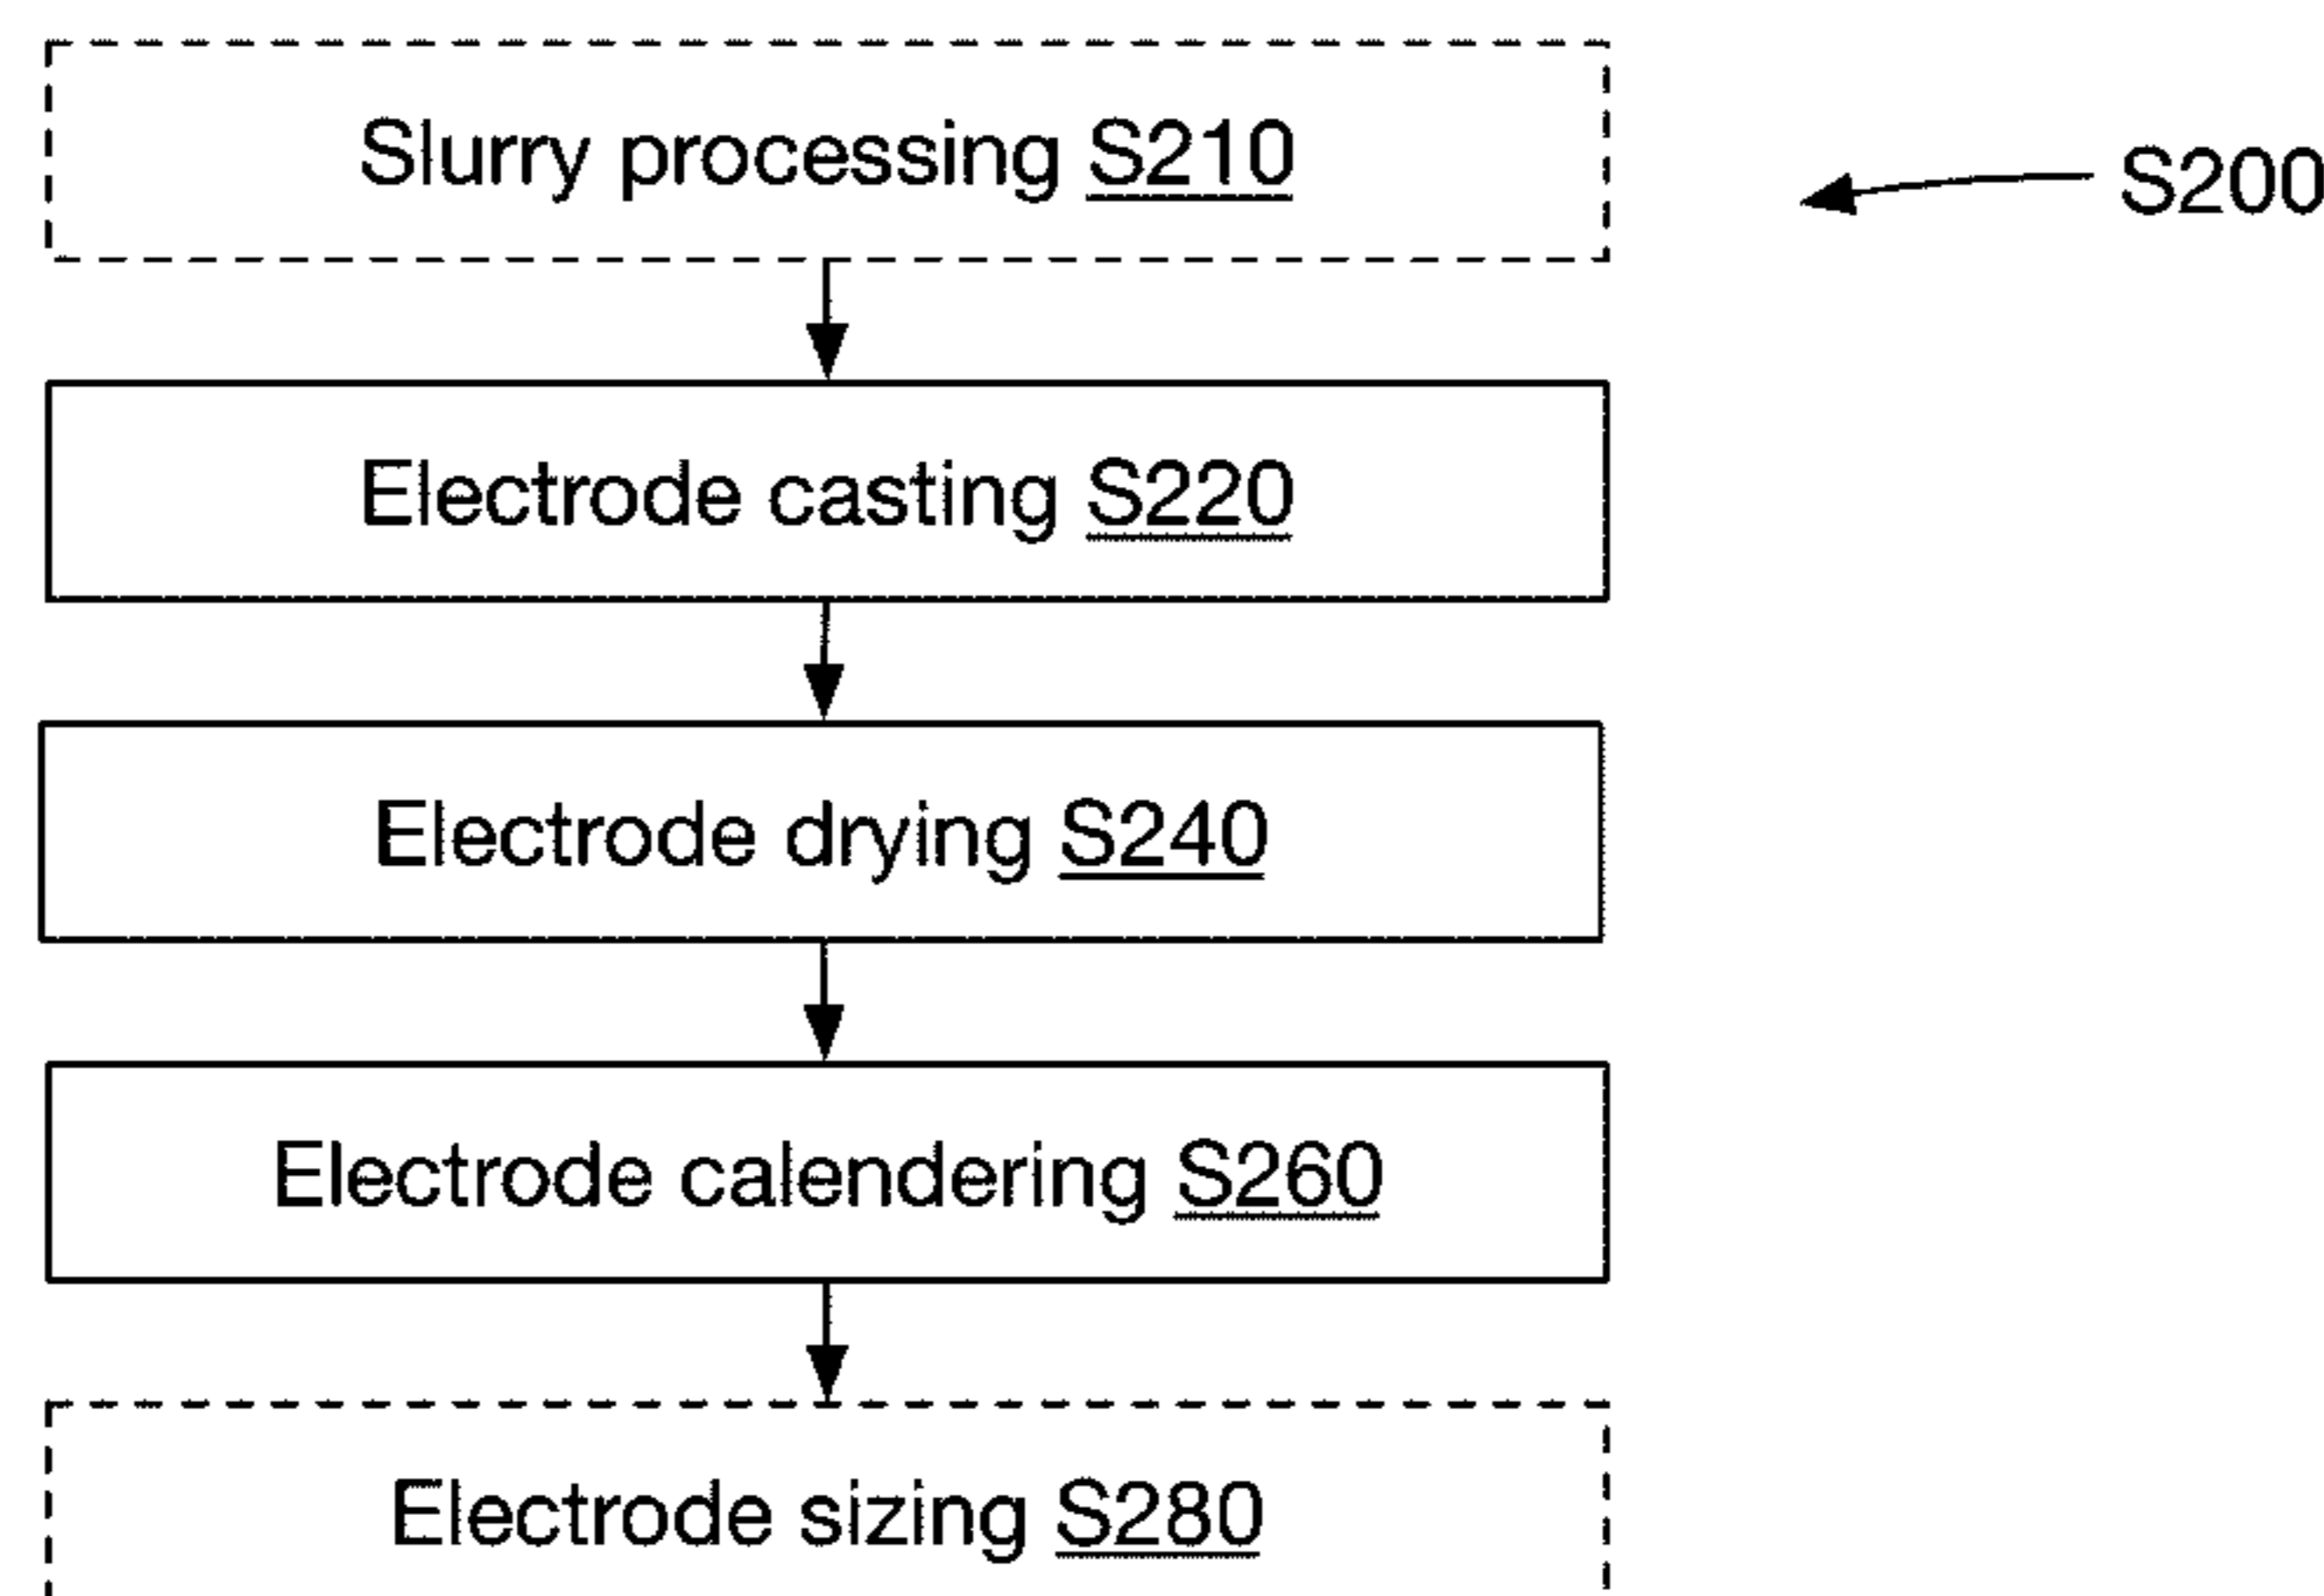 Slurry processing S210
S200
Electrode casting S220
Electrode drying S240
Electrode calendering S260
Electrode sizing S280